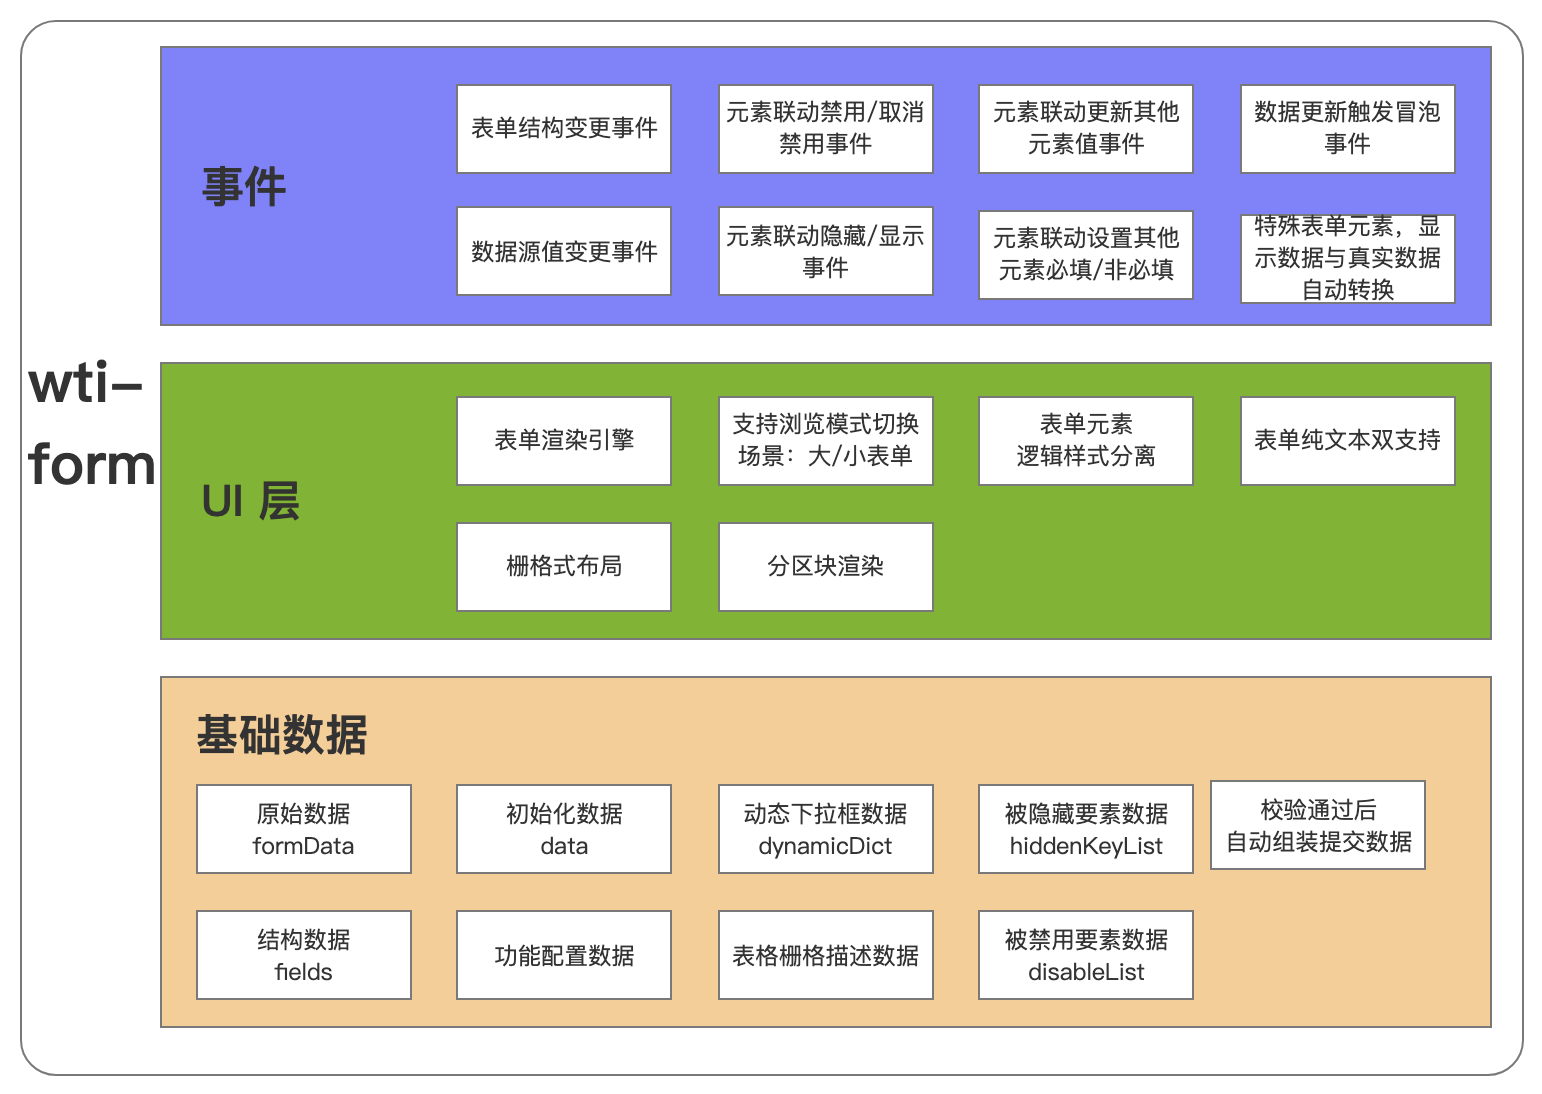 wti-
form
事件
表单结构变更事件
元素联动禁用/取消
禁用事件
元素联动更新其他
元素值事件
数据更新触发冒泡
事件
数据源值变更事件
元素联动隐藏/显示
事件
元素联动设置其他
元素必填/非必填
特殊表单元素，显
示数据与真实数据
自动转换
UI 层
表单渲染引擎
支持浏览模式切换
场景：大/小表单
表单元素
逻辑样式分离
表单纯文本双支持
栅格式布局
分区块渲染
基础数据
原始数据
formData
初始化数据
data
动态下拉框数据
dynamicDict
被隐藏要素数据
hiddenKeyList
校验通过后
自动组装提交数据
结构数据
fields
功能配置数据
表格栅格描述数据
被禁用要素数据
disableList